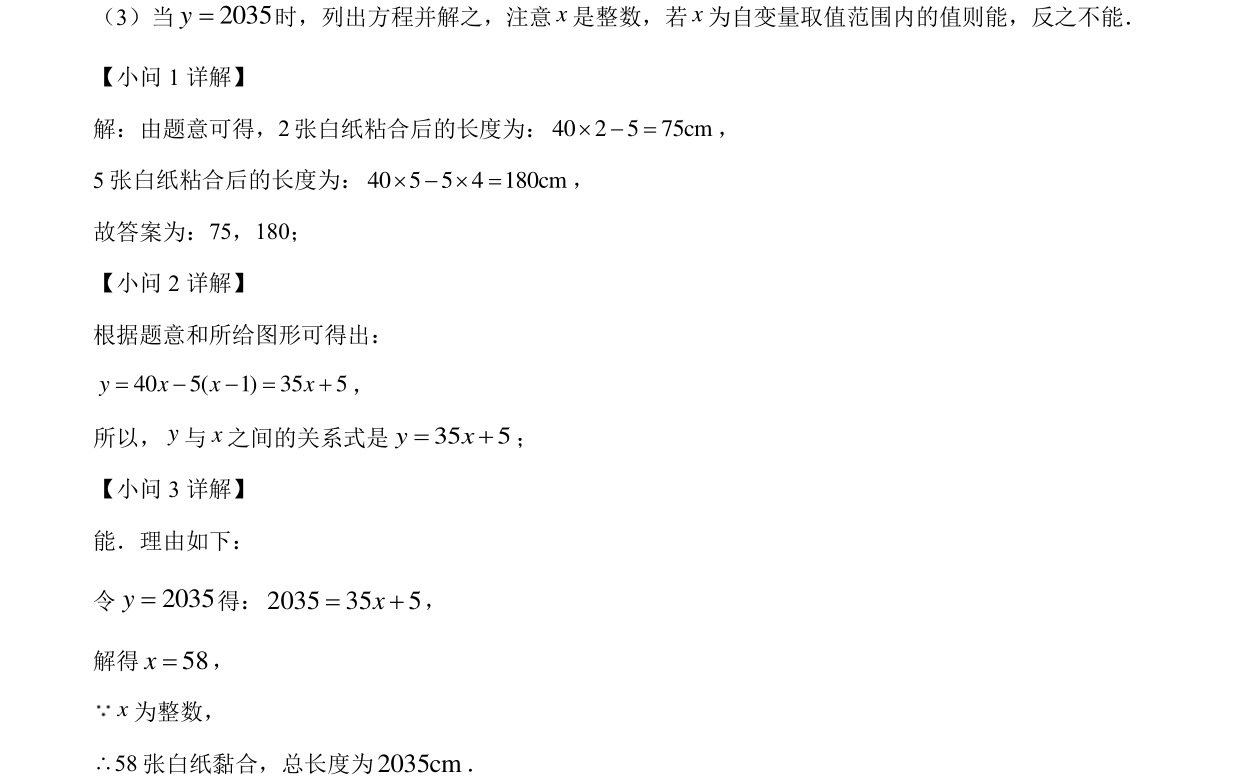 （3）当 y = 2035 时，列出方程并解之，注意 x 是整数，若 x 为自变量取值范围内的值则能，反之不能．
【小问 1 详解】
解：由题意可得，2 张白纸粘合后的长度为： 40×2−5=75cm ，
5 张白纸粘合后的长度为： 40×5−5×4=180cm ，
故答案为：75，180；
【小问 2 详解】
根据题意和所给图形可得出：
y = 40x − 5(x −1) = 35x + 5 ，
所以， y 与 x 之间的关系式是 y = 35x + 5 ；
【小问 3 详解】
能．理由如下：
令 y = 2035 得： 2035 = 35x + 5 ，
解得 x = 58 ，
∵ x 为整数，
∴58 张白纸黏合，总长度为 2035cm ．